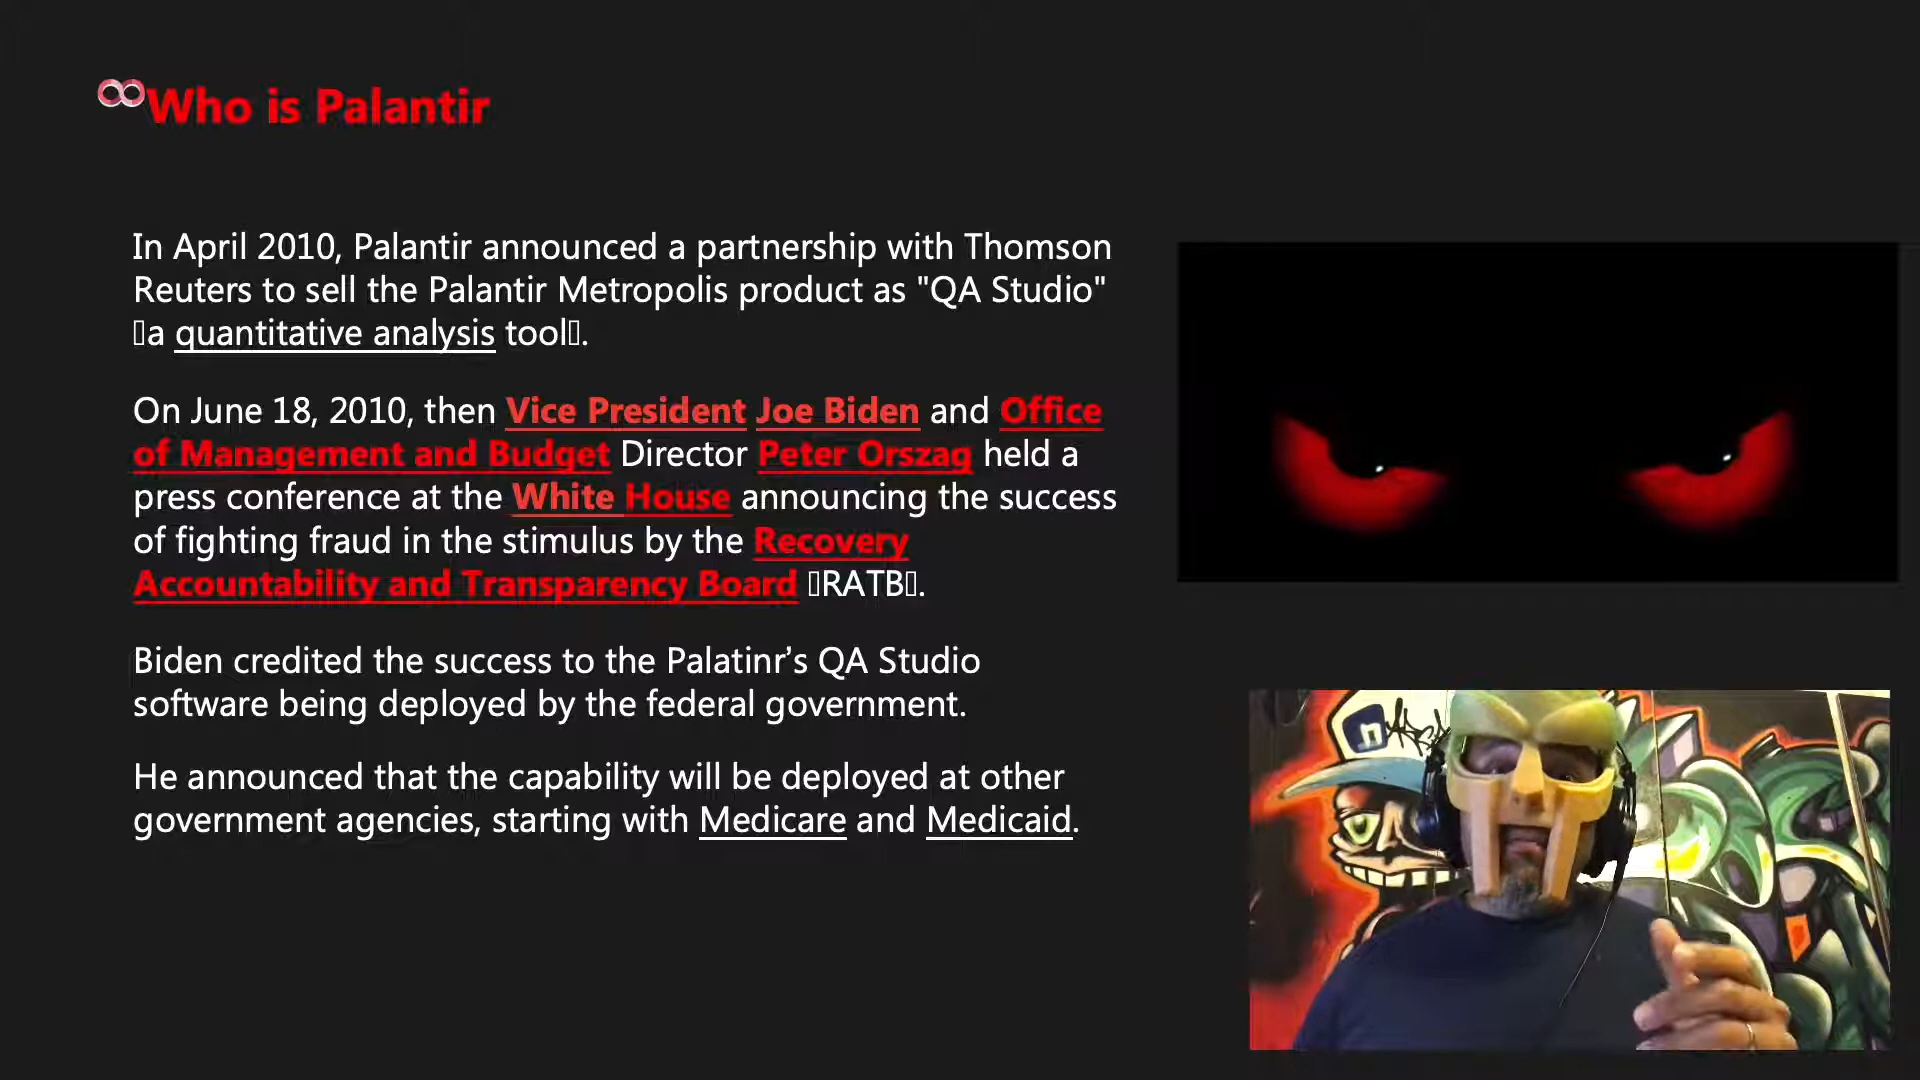 Who is Palantir
In April 2010, Palantir announced a partnership with Thomson
Reuters to sell the Palantir Metropolis product as "QA Studio"
▯a quantitative analysis tool▯.
On June 18, 2010, then Vice President Joe Biden and Office
of Management and Budget Director Peter Orszag held a
press conference at the White House announcing the success
of fighting fraud in the stimulus by the Recovery
Accountability and Transparency Board ▯RATB▯.
Biden credited the success to the Palatinr’s QA Studio
software being deployed by the federal government.
He announced that the capability will be deployed at other
government agencies, starting with Medicare and Medicaid.